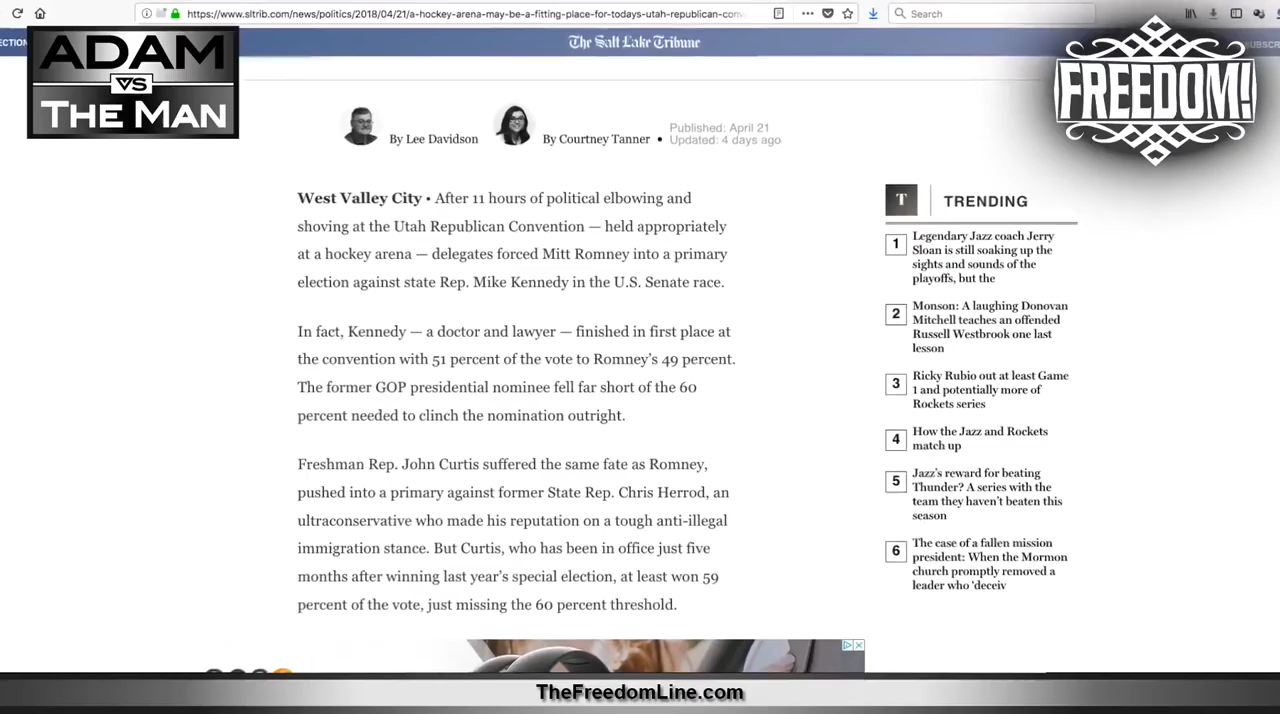 https://www.sltrib.com/news/politics/2018/04/21/a-hockey-arena-may-be-a-fitting-place-for-todays-utah-republican-con
Search
ECTION
The Salt Lake Tribune
SUBSCR
ADAM
VS
THE MAN
FREEDOM!
By Lee Davidson
By Courtney Tanner •
Published: April 21
Updated: 4 days ago
West Valley City • After 11 hours of political elbowing and
shoving at the Utah Republican Convention — held appropriately
at a hockey arena — delegates forced Mitt Romney into a primary
election against state Rep. Mike Kennedy in the U.S. Senate race.
In fact, Kennedy — a doctor and lawyer — finished in first place at
the convention with 51 percent of the vote to Romney's 49 percent.
The former GOP presidential nominee fell far short of the 60
percent needed to clinch the nomination outright.
Freshman Rep. John Curtis suffered the same fate as Romney,
pushed into a primary against former State Rep. Chris Herrod, an
ultraconservative who made his reputation on a tough anti-illegal
immigration stance. But Curtis, who has been in office just five
months after winning last year's special election, at least won 59
percent of the vote, just missing the 60 percent threshold.
T
TRENDING
1 Legendary Jazz coach Jerry
Sloan is still soaking up the
sights and sounds of the
playoffs, but the
2 Monson: A laughing Donovan
Mitchell teaches an offended
Russell Westbrook one last
lesson
3 Ricky Rubio out at least Game
1 and potentially more of
Rockets series
4 How the Jazz and Rockets
match up
5 Jazz's reward for beating
Thunder? A series with the
team they haven't beaten this
season
6 The case of a fallen mission
president: When the Mormon
church promptly removed a
leader who 'deceiv
TheFreedomLine.com